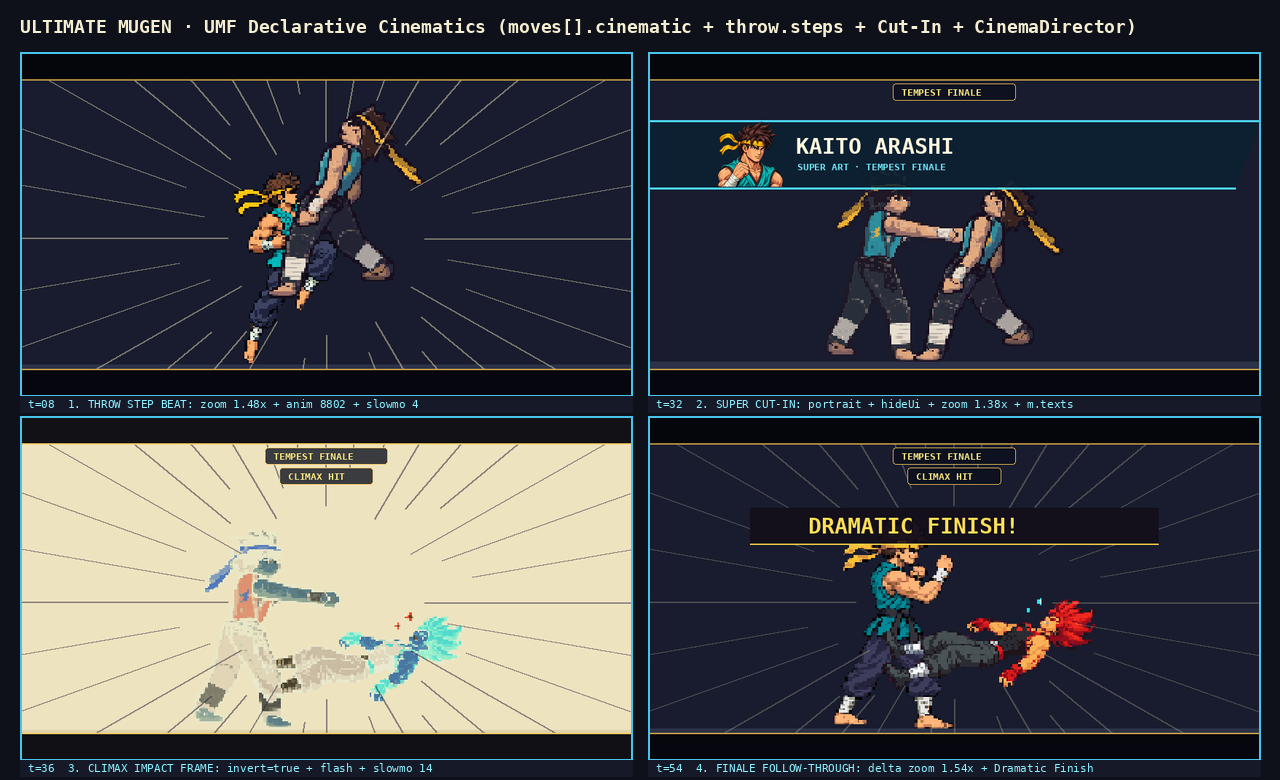 ULTIMATE MUGEN · UMF Declarative Cinematics (moves[].cinematic + throw.steps + Cut-In + CinemaDirector)
t=08 1. THROW STEP BEAT: zoom 1.48x + anim 8802 + slowmo 4
TEMPEST FINALE
KAITO ARASHI
SUPER ART · TEMPEST FINALE
t=32 2. SUPER CUT-IN: portrait + hideUi + zoom 1.38x + m.texts
TEMPEST FINALE
CLIMAX HIT
t=36 3. CLIMAX IMPACT FRAME: invert=true + flash + slowmo 14
TEMPEST FINALE
CLIMAX HIT
DRAMATIC FINISH!
t=54 4. FINALE FOLLOW-THROUGH: delta zoom 1.54x + Dramatic Finish